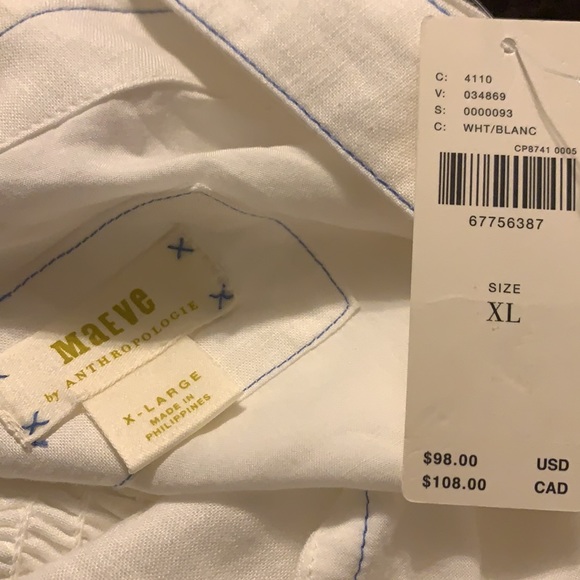 C: 4110
V: 034869
S: 0000093
C: WHT/BLANC
CP8741 0005
67756387
SIZE
XL
$98.00 USD
$108.00 CAD
MAEVE
by ANTHROPOLOGIE
X-LARGE
MADE IN
PHILIPPINES